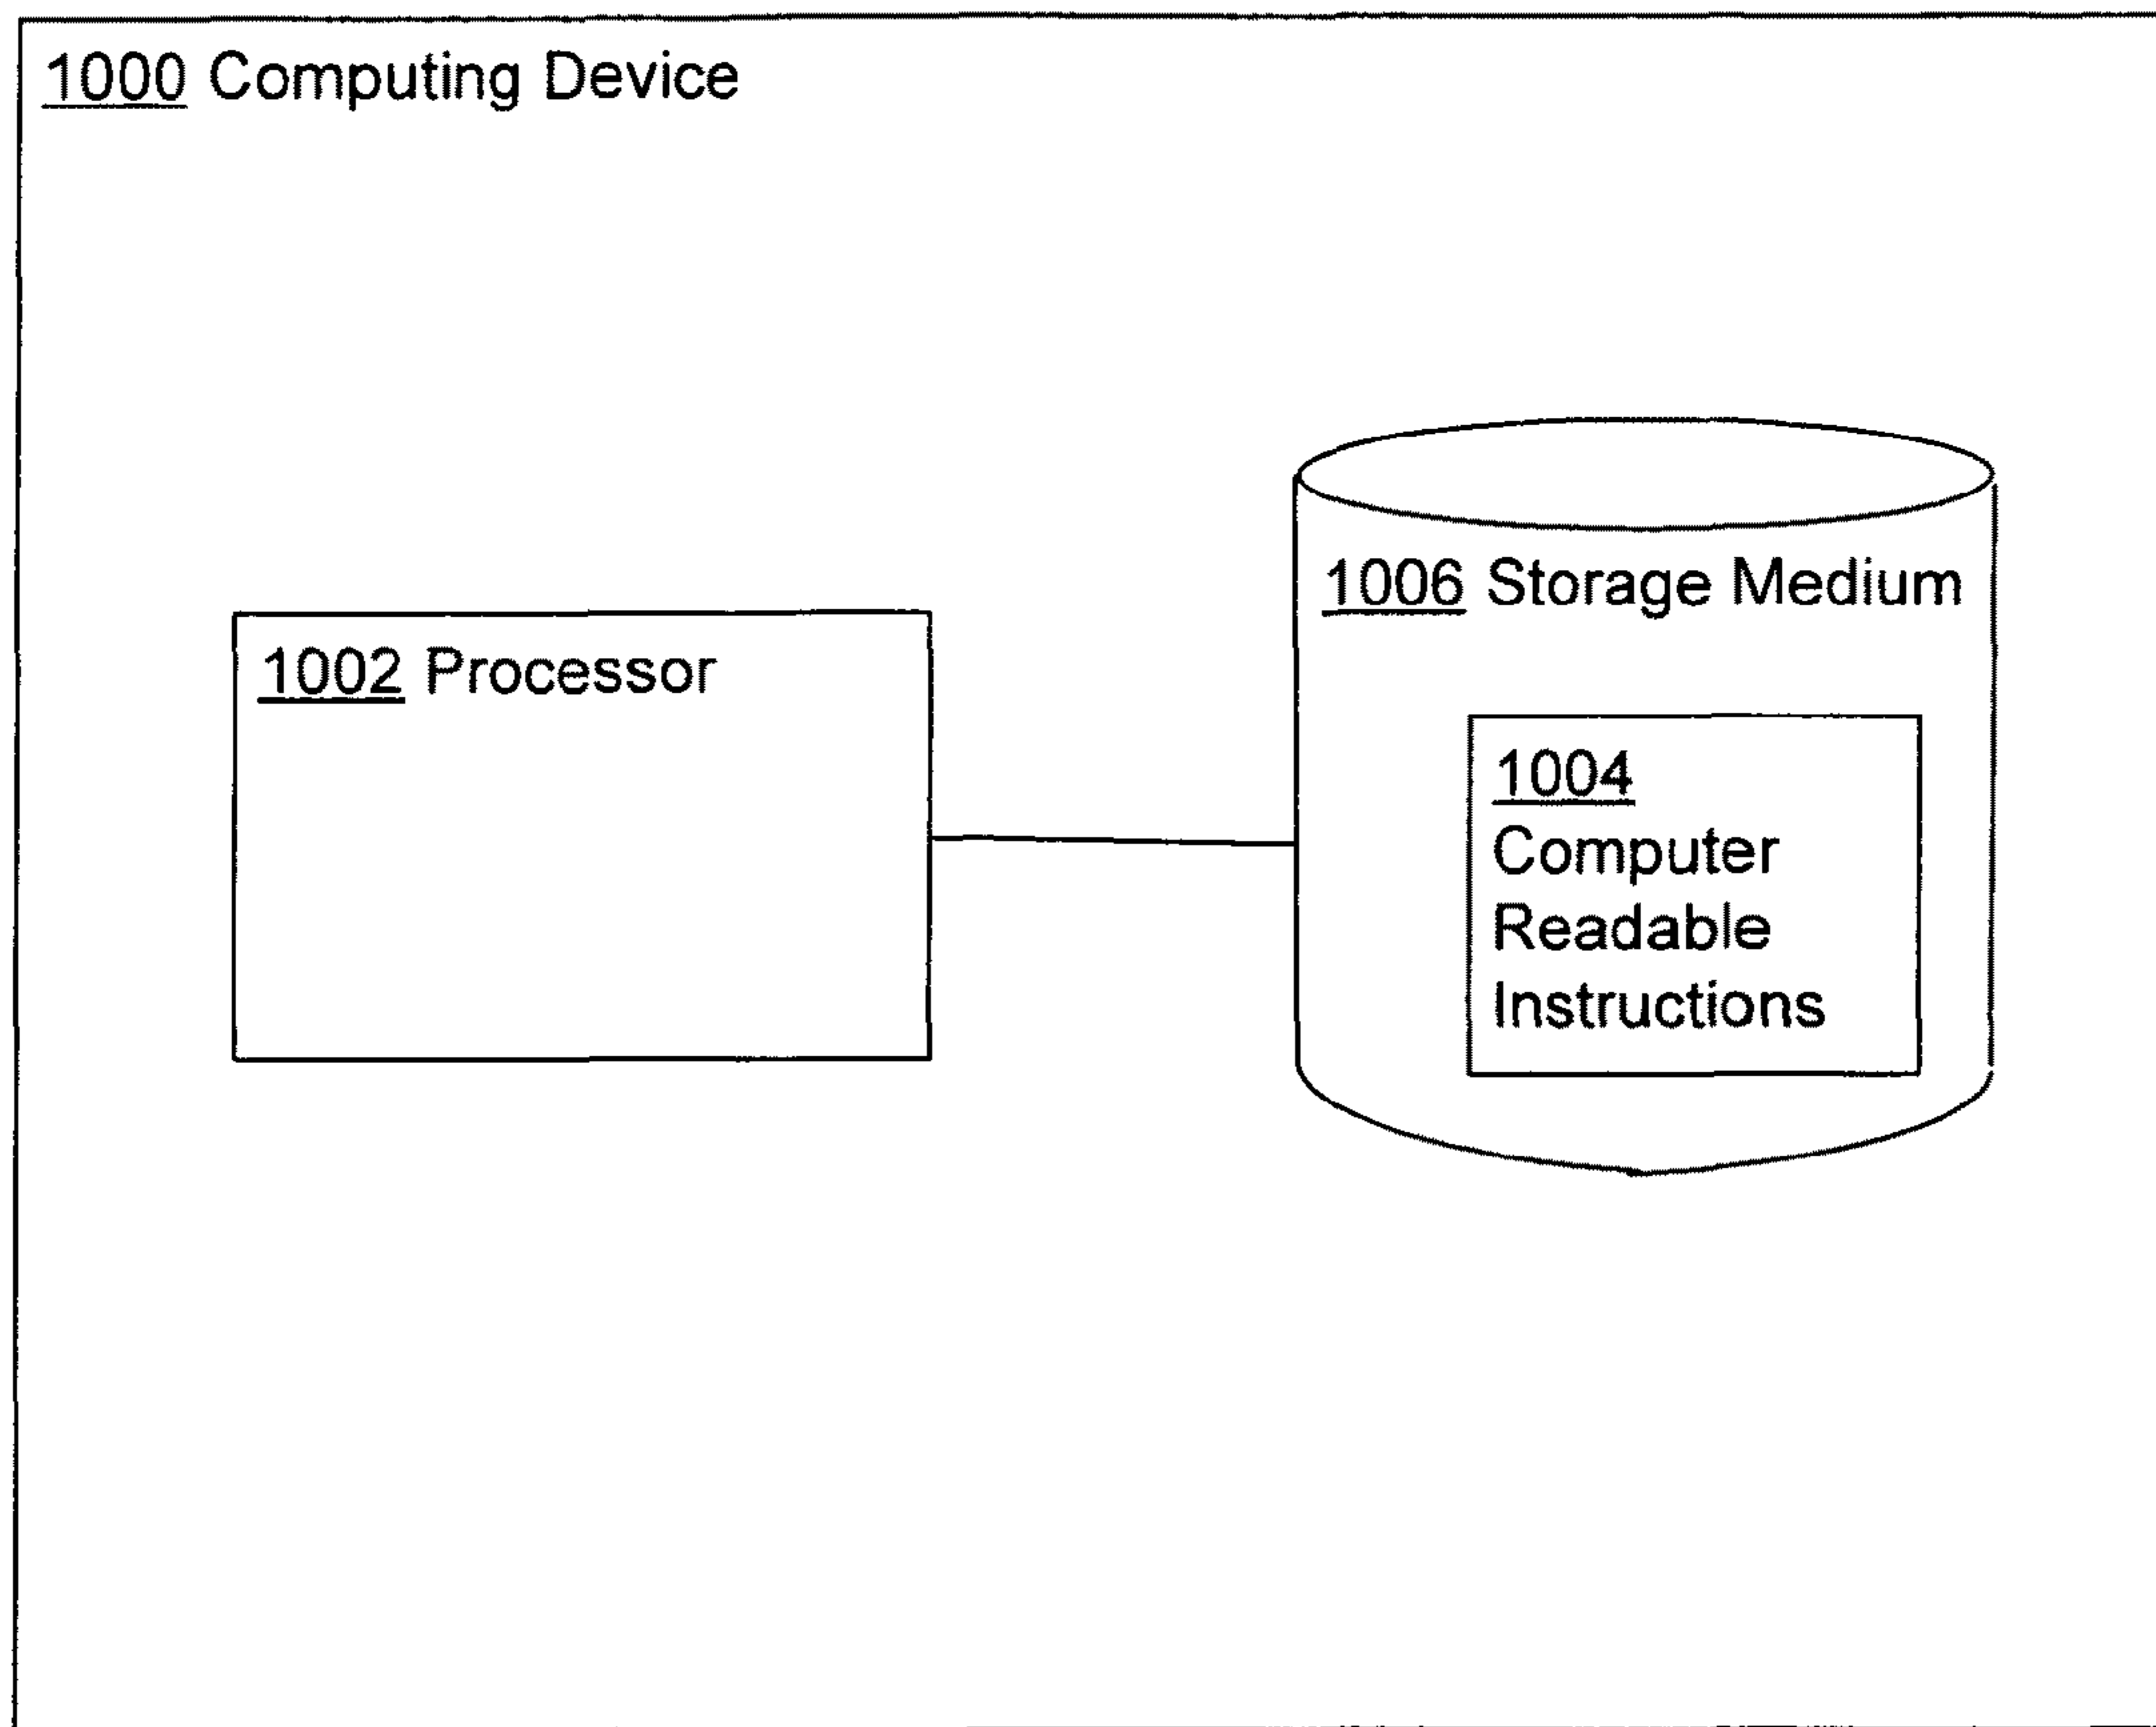 1000 Computing Device
1006 Storage Medium
1002 Processor
1004
Computer
Readable
Instructions